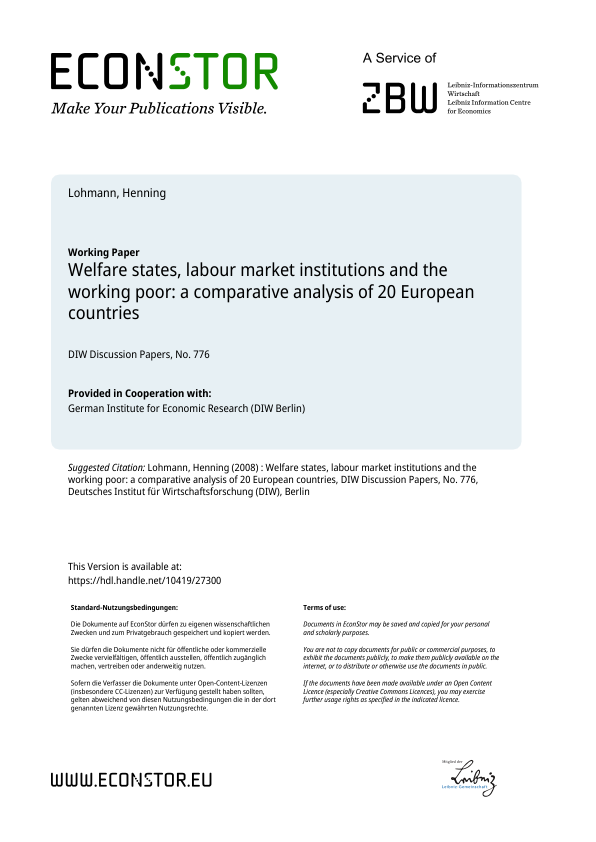 ECONSTOR
Make Your Publications Visible.
A Service of
ZBW
Leibniz-Informationszentrum
Wirtschaft
Leibniz Information Centre
for Economics
Lohmann, Henning
Working Paper
Welfare states, labour market institutions and the
working poor: a comparative analysis of 20 European
countries
DIW Discussion Papers, No. 776
Provided in Cooperation with:
German Institute for Economic Research (DIW Berlin)
Suggested Citation: Lohmann, Henning (2008) : Welfare states, labour market institutions and the
working poor: a comparative analysis of 20 European countries, DIW Discussion Papers, No. 776,
Deutsches Institut für Wirtschaftsforschung (DIW), Berlin
This Version is available at:
https://hdl.handle.net/10419/27300
Standard-Nutzungsbedingungen:
Die Dokumente auf EconStor dürfen zu eigenen wissenschaftlichen
Zwecken und zum Privatgebrauch gespeichert und kopiert werden.
Sie dürfen die Dokumente nicht für öffentliche oder kommerzielle
Zwecke vervielfältigen, öffentlich ausstellen, öffentlich zugänglich
machen, vertreiben oder anderweitig nutzen.
Sofern die Verfasser die Dokumente unter Open-Content-Lizenzen
(insbesondere CC-Lizenzen) zur Verfügung gestellt haben sollten,
gelten abweichend von diesen Nutzungsbedingungen die in der dort
genannten Lizenz gewährten Nutzungsrechte.
Terms of use:
Documents in EconStor may be saved and copied for your personal
and scholarly purposes.
You are not to copy documents for public or commercial purposes, to
exhibit the documents publicly, to make them publicly available on the
internet, or to distribute or otherwise use the documents in public.
If the documents have been made available under an Open Content
Licence (especially Creative Commons Licences), you may exercise
further usage rights as specified in the indicated licence.
WWW.ECONSTOR.EU
Mitglied der
Leibniz
Leibniz-Gemeinschaft